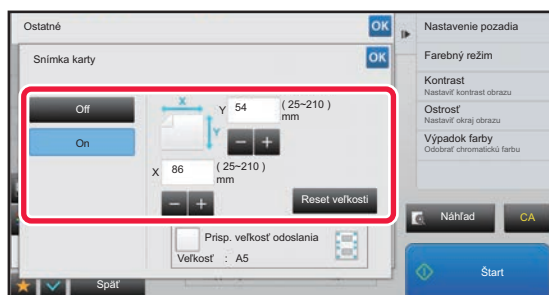 Ostatné
OK
Snímka karty
OK
Off
On
X
Y
Y 54 ( 25~210 )
mm
X 86 ( 25~210 )
mm
Reset veľkosti
Prisp. veľkosť odoslania
Veľkosť : A5
Späť
Nastavenie pozadia
Farebný režim
Kontrast
Nastaviť kontrast obrazu
Ostrosť
Nastaviť okraj obrazu
Výpadok farby
Odobrať chromatickú farbu
Náhľad
CA
Štart